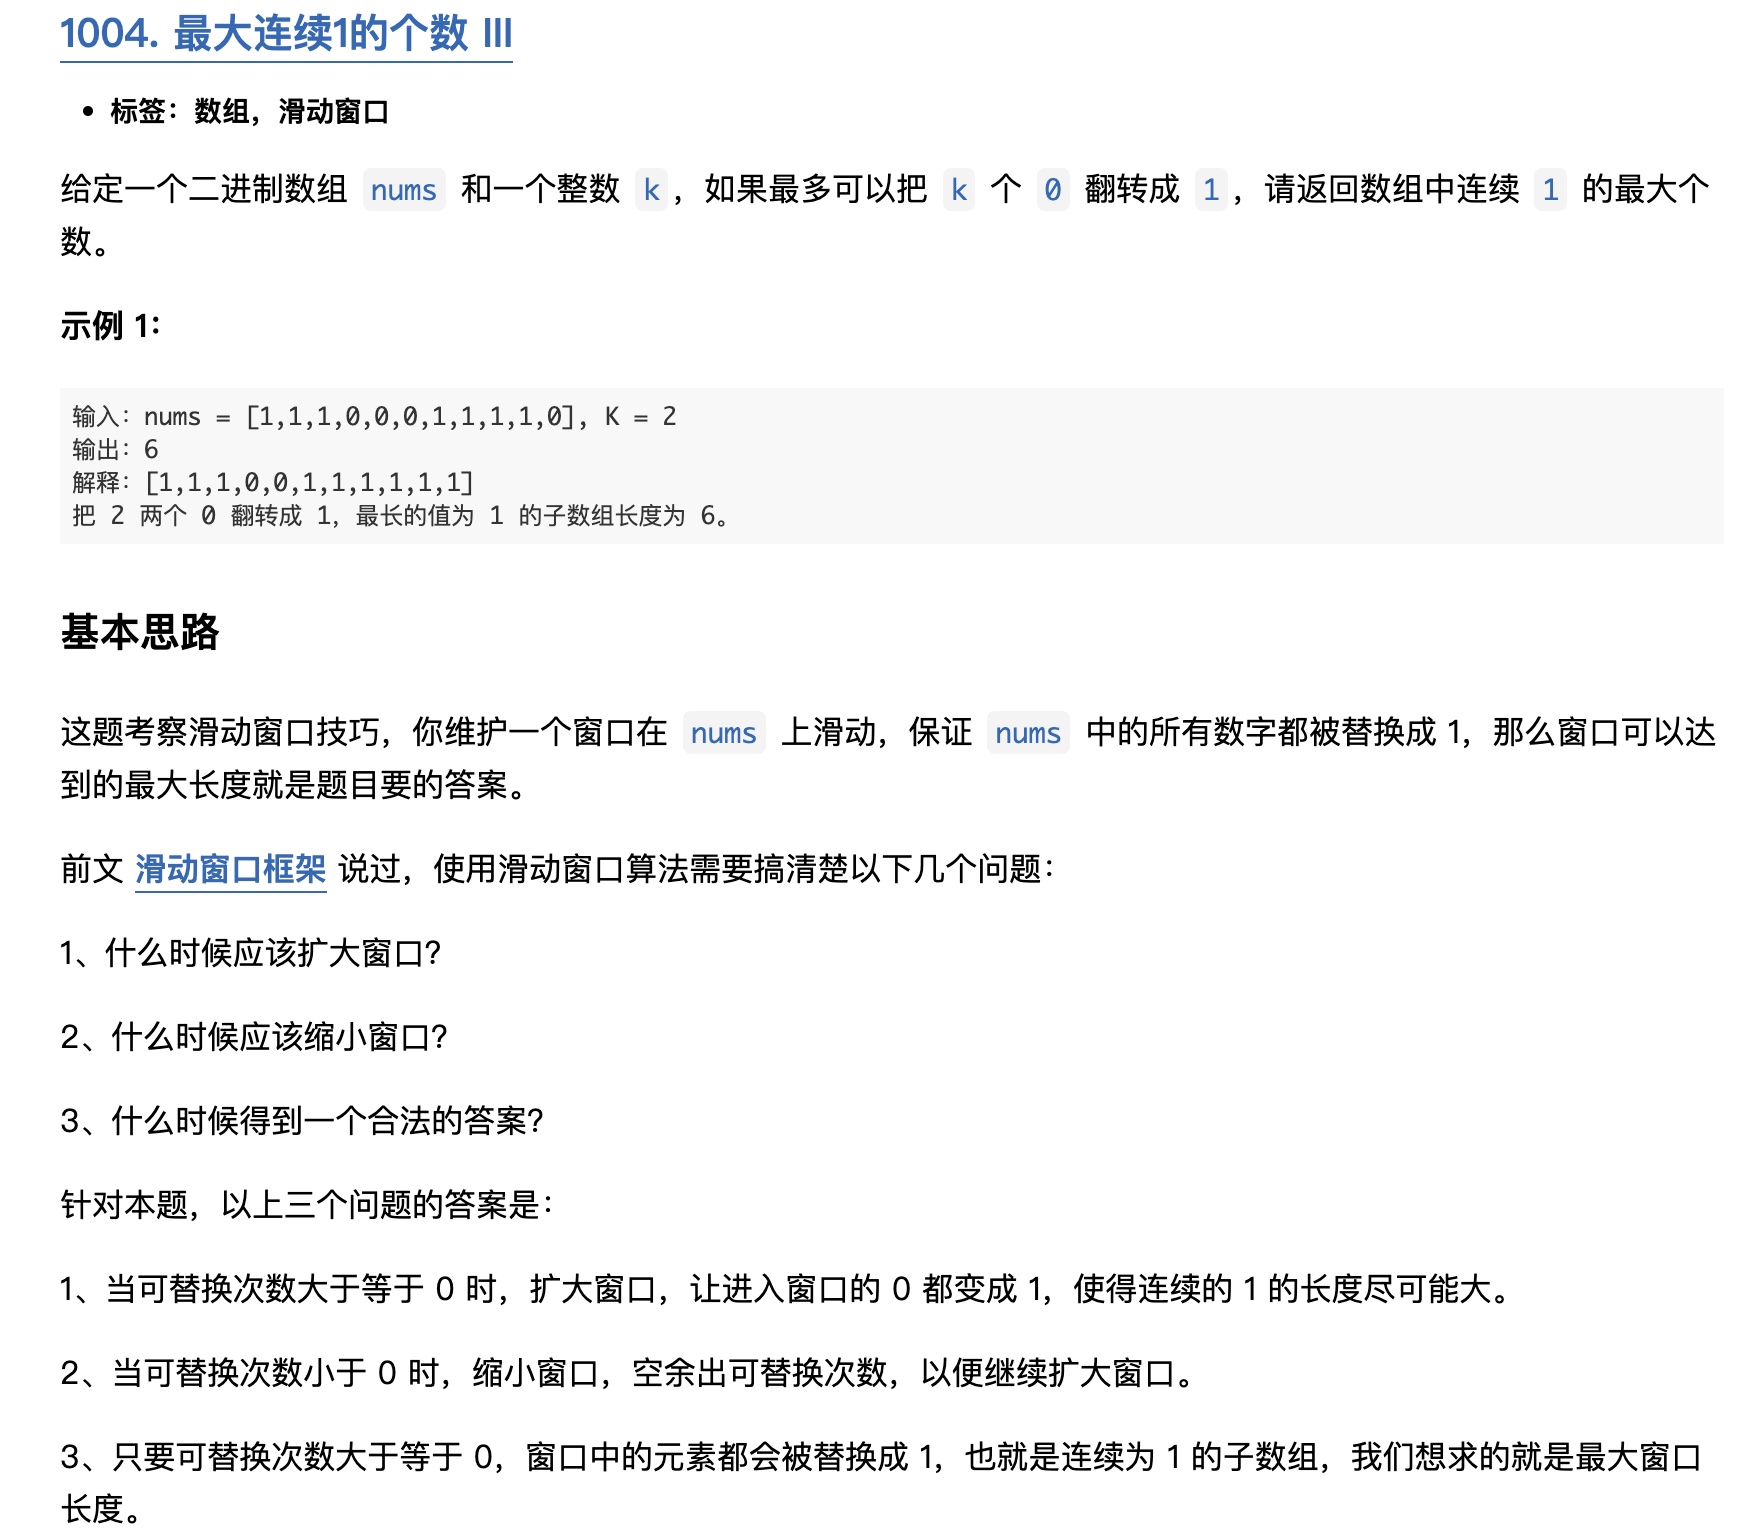 1004. 最大连续1的个数 III
• 标签：数组，滑动窗口
给定一个二进制数组 nums 和一个整数 k，如果最多可以把 k 个 0 翻转成 1，请返回数组中连续 1 的最大个
数。
示例 1：
输入：nums = [1,1,1,0,0,0,1,1,1,1,0], K = 2
输出：6
解释：[1,1,1,0,0,1,1,1,1,1,1]
把 2 两个 0 翻转成 1，最长的值为 1 的子数组长度为 6。
基本思路
这题考察滑动窗口技巧，你维护一个窗口在 nums 上滑动，保证 nums 中的所有数字都被替换成 1，那么窗口可以达
到的最大长度就是题目要的答案。
前文 滑动窗口框架 说过，使用滑动窗口算法需要搞清楚以下几个问题：
1、什么时候应该扩大窗口？
2、什么时候应该缩小窗口？
3、什么时候得到一个合法的答案？
针对本题，以上三个问题的答案是：
1、当可替换次数大于等于 0 时，扩大窗口，让进入窗口的 0 都变成 1，使得连续的 1 的长度尽可能大。
2、当可替换次数小于 0 时，缩小窗口，空余出可替换次数，以便继续扩大窗口。
3、只要可替换次数大于等于 0，窗口中的元素都会被替换成 1，也就是连续为 1 的子数组，我们想求的就是最大窗口
长度。